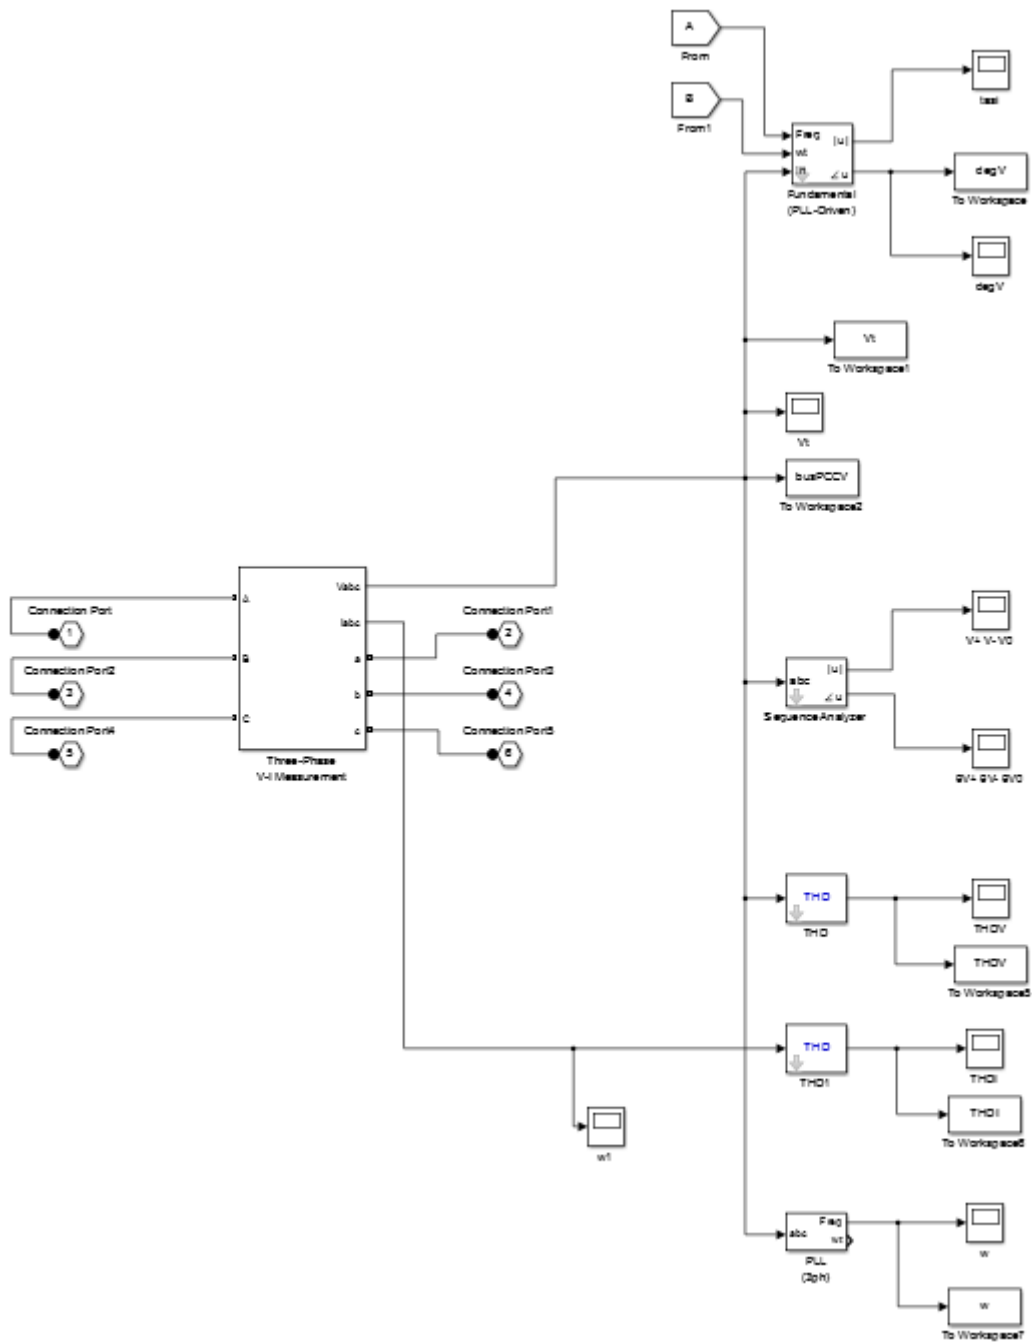 A
From
B
From1
Freq
wt
In
|u|
∠u
Fundamental
(PLL-Driven)
degV
To Workspace
degV
Vt
To Workspace1
Vt
busPCCV
To Workspace2
Vabc
Iabc
A
B
C
a
b
c
Three-Phase
V-I Measurement
Connection Port
1
Connection Port2
3
Connection Port4
5
Connection Port1
2
Connection Port3
4
Connection Port5
6
V+ V- V0
abc
|u|
∠u
Sequence Analyzer
THD
THD
THDV
THDV
To Workspace5
THD
THD1
THDI
THDI
To Workspace6
w1
abc
Freq
wt
PLL
(3ph)
w
w
To Workspace7